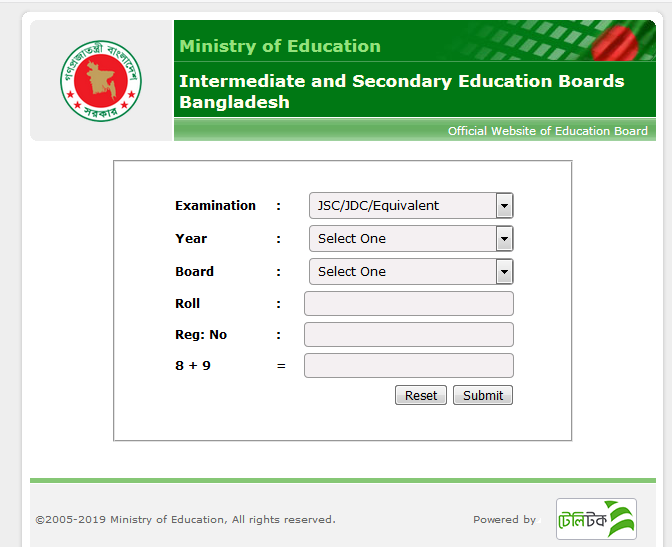 গণপ্রজাতন্ত্রী বাংলাদেশ
সরকার
Ministry of Education
Intermediate and Secondary Education Boards
Bangladesh
Official Website of Education Board
Examination : JSC/JDC/Equivalent
Year : Select One
Board : Select One
Roll :
Reg: No :
8 + 9 =
Reset Submit
©2005-2019 Ministry of Education, All rights reserved.
Powered by
টেলিটক